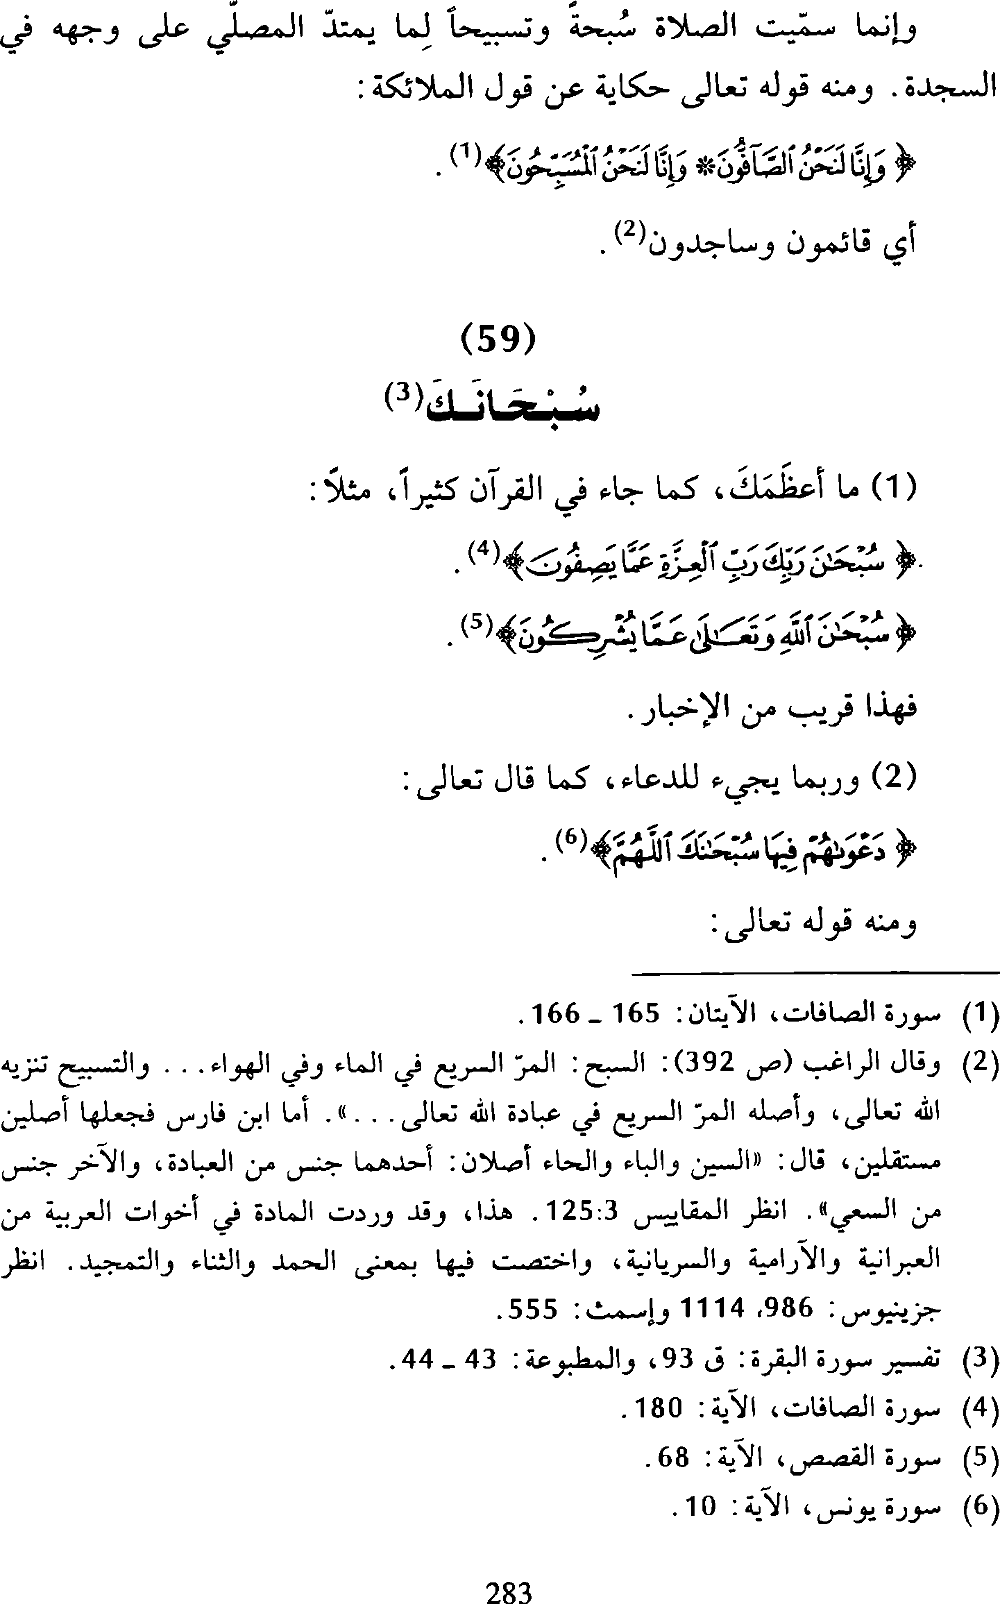 وإنما سمّيت الصلاة سُبحةً وتسبيحاً لِما يمتدّ المصلّي على وجهه في
السجدة. ومنه قوله تعالى حكاية عن قول الملائكة:
﴿وَإِنَّا لَنَحْنُ ٱلصَّآفُّونَ * وَإِنَّا لَنَحْنُ ٱلْمُسَبِّحُونَ﴾(1).
أي قائمون وساجدون(2).
(59)
سُبْحَانَكَ(3)
(1) ما أعظَمَكَ، كما جاء في القرآن كثيراً، مثلاً:
﴿سُبْحَٰنَ رَبِّكَ رَبِّ ٱلْعِزَّةِ عَمَّا يَصِفُونَ﴾(4).
﴿سُبْحَٰنَ ٱللَّهِ وَتَعَٰلَىٰ عَمَّا يُشْرِكُونَ﴾(5).
فهذا قريب من الإخبار.
(2) وربما يجيء للدعاء، كما قال تعالى:
﴿دَعْوَىٰهُمْ فِيهَا سُبْحَٰنَكَ ٱللَّهُمَّ﴾(6).
ومنه قوله تعالى:
(1) سورة الصافات، الآيتان: 165 ـ 166.
(2) وقال الراغب (ص 392): السبح: المرّ السريع في الماء وفي الهواء... والتسبيح تنزيه
الله تعالى، وأصله المرّ السريع في عبادة الله تعالى...». أما ابن فارس فجعلها أصلين
مستقلين، قال: «السين والباء والحاء أصلان: أحدهما جنس من العبادة، والآخر جنس
من السعي». انظر المقاييس 125:3. هذا، وقد وردت المادة في أخوات العربية من
العبرانية والآرامية والسريانية، واختصت فيها بمعنى الحمد والثناء والتمجيد. انظر
جزينيوس: 986، 1114 وإسمث: 555.
(3) تفسير سورة البقرة: ق 93، والمطبوعة: 43 ـ 44.
(4) سورة الصافات، الآية: 180.
(5) سورة القصص، الآية: 68.
(6) سورة يونس، الآية: 10.
283